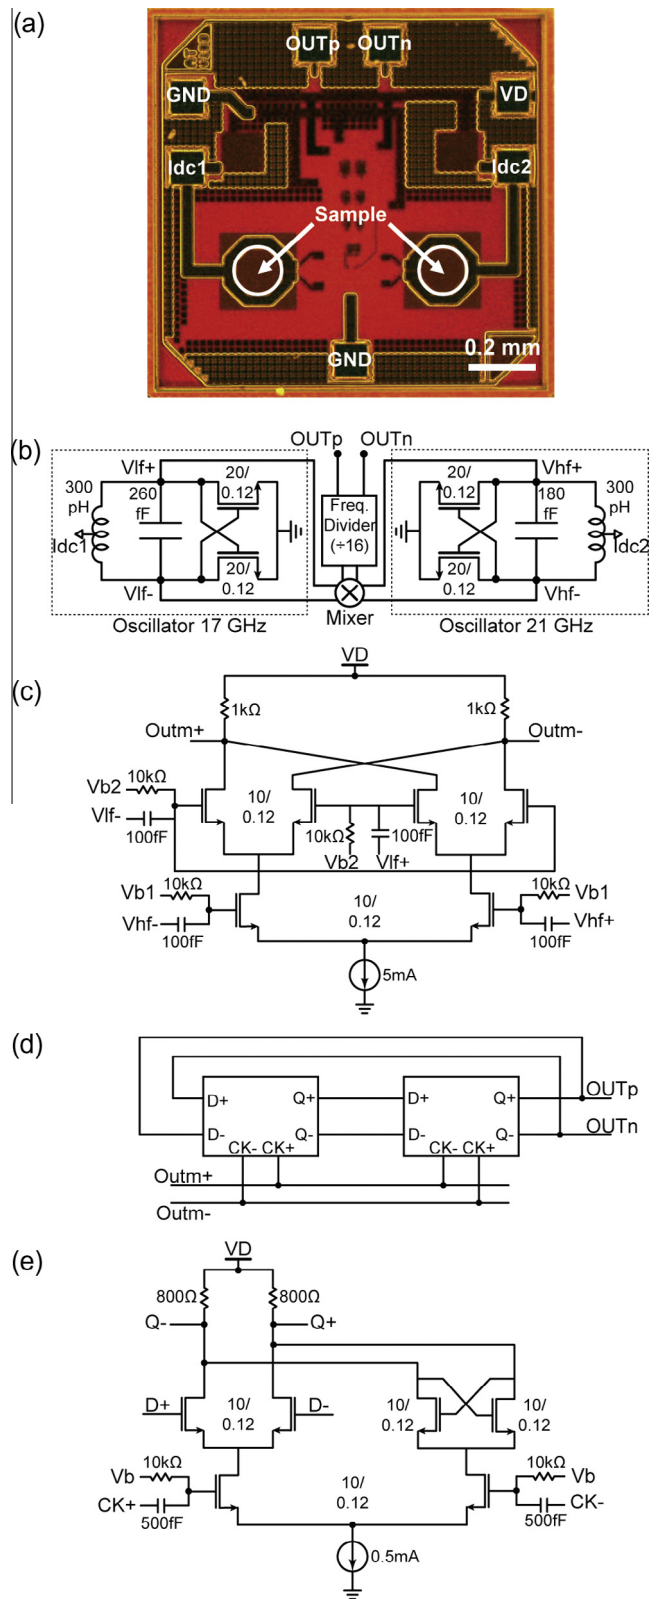 (a)
OUTp OUTn
GND VD
Idc1 Idc2
Sample
GND
0.2 mm
(b)
OUTp OUTn
Vlf+ Vhf+
300 pH
260 fF
20/ 0.12
Idc1
20/ 0.12
Vlf-
Freq. Divider (÷16)
Mixer
20/ 0.12
180 fF
300 pH
Idc2
20/ 0.12
Vhf-
Oscillator 17 GHz
Oscillator 21 GHz
(c)
VD
1kΩ 1kΩ
Outm+ Outm-
Vb2 10kΩ
Vlf- 100fF
10/ 0.12
10kΩ 100fF
Vb2 Vlf+
10/ 0.12
Vb1 10kΩ
Vhf- 100fF
10/ 0.12
10kΩ Vb1
100fF Vhf+
5mA
(d)
D+ Q+ D+ Q+ OUTp
D- Q- D- Q- OUTn
CK- CK+ CK- CK+
Outm+
Outm-
(e)
VD
800Ω 800Ω
Q- Q+
D+ 10/ 0.12 D-
10/ 0.12
10/ 0.12
Vb 10kΩ
CK+ 500fF
10/ 0.12
10kΩ Vb
500fF CK-
0.5mA